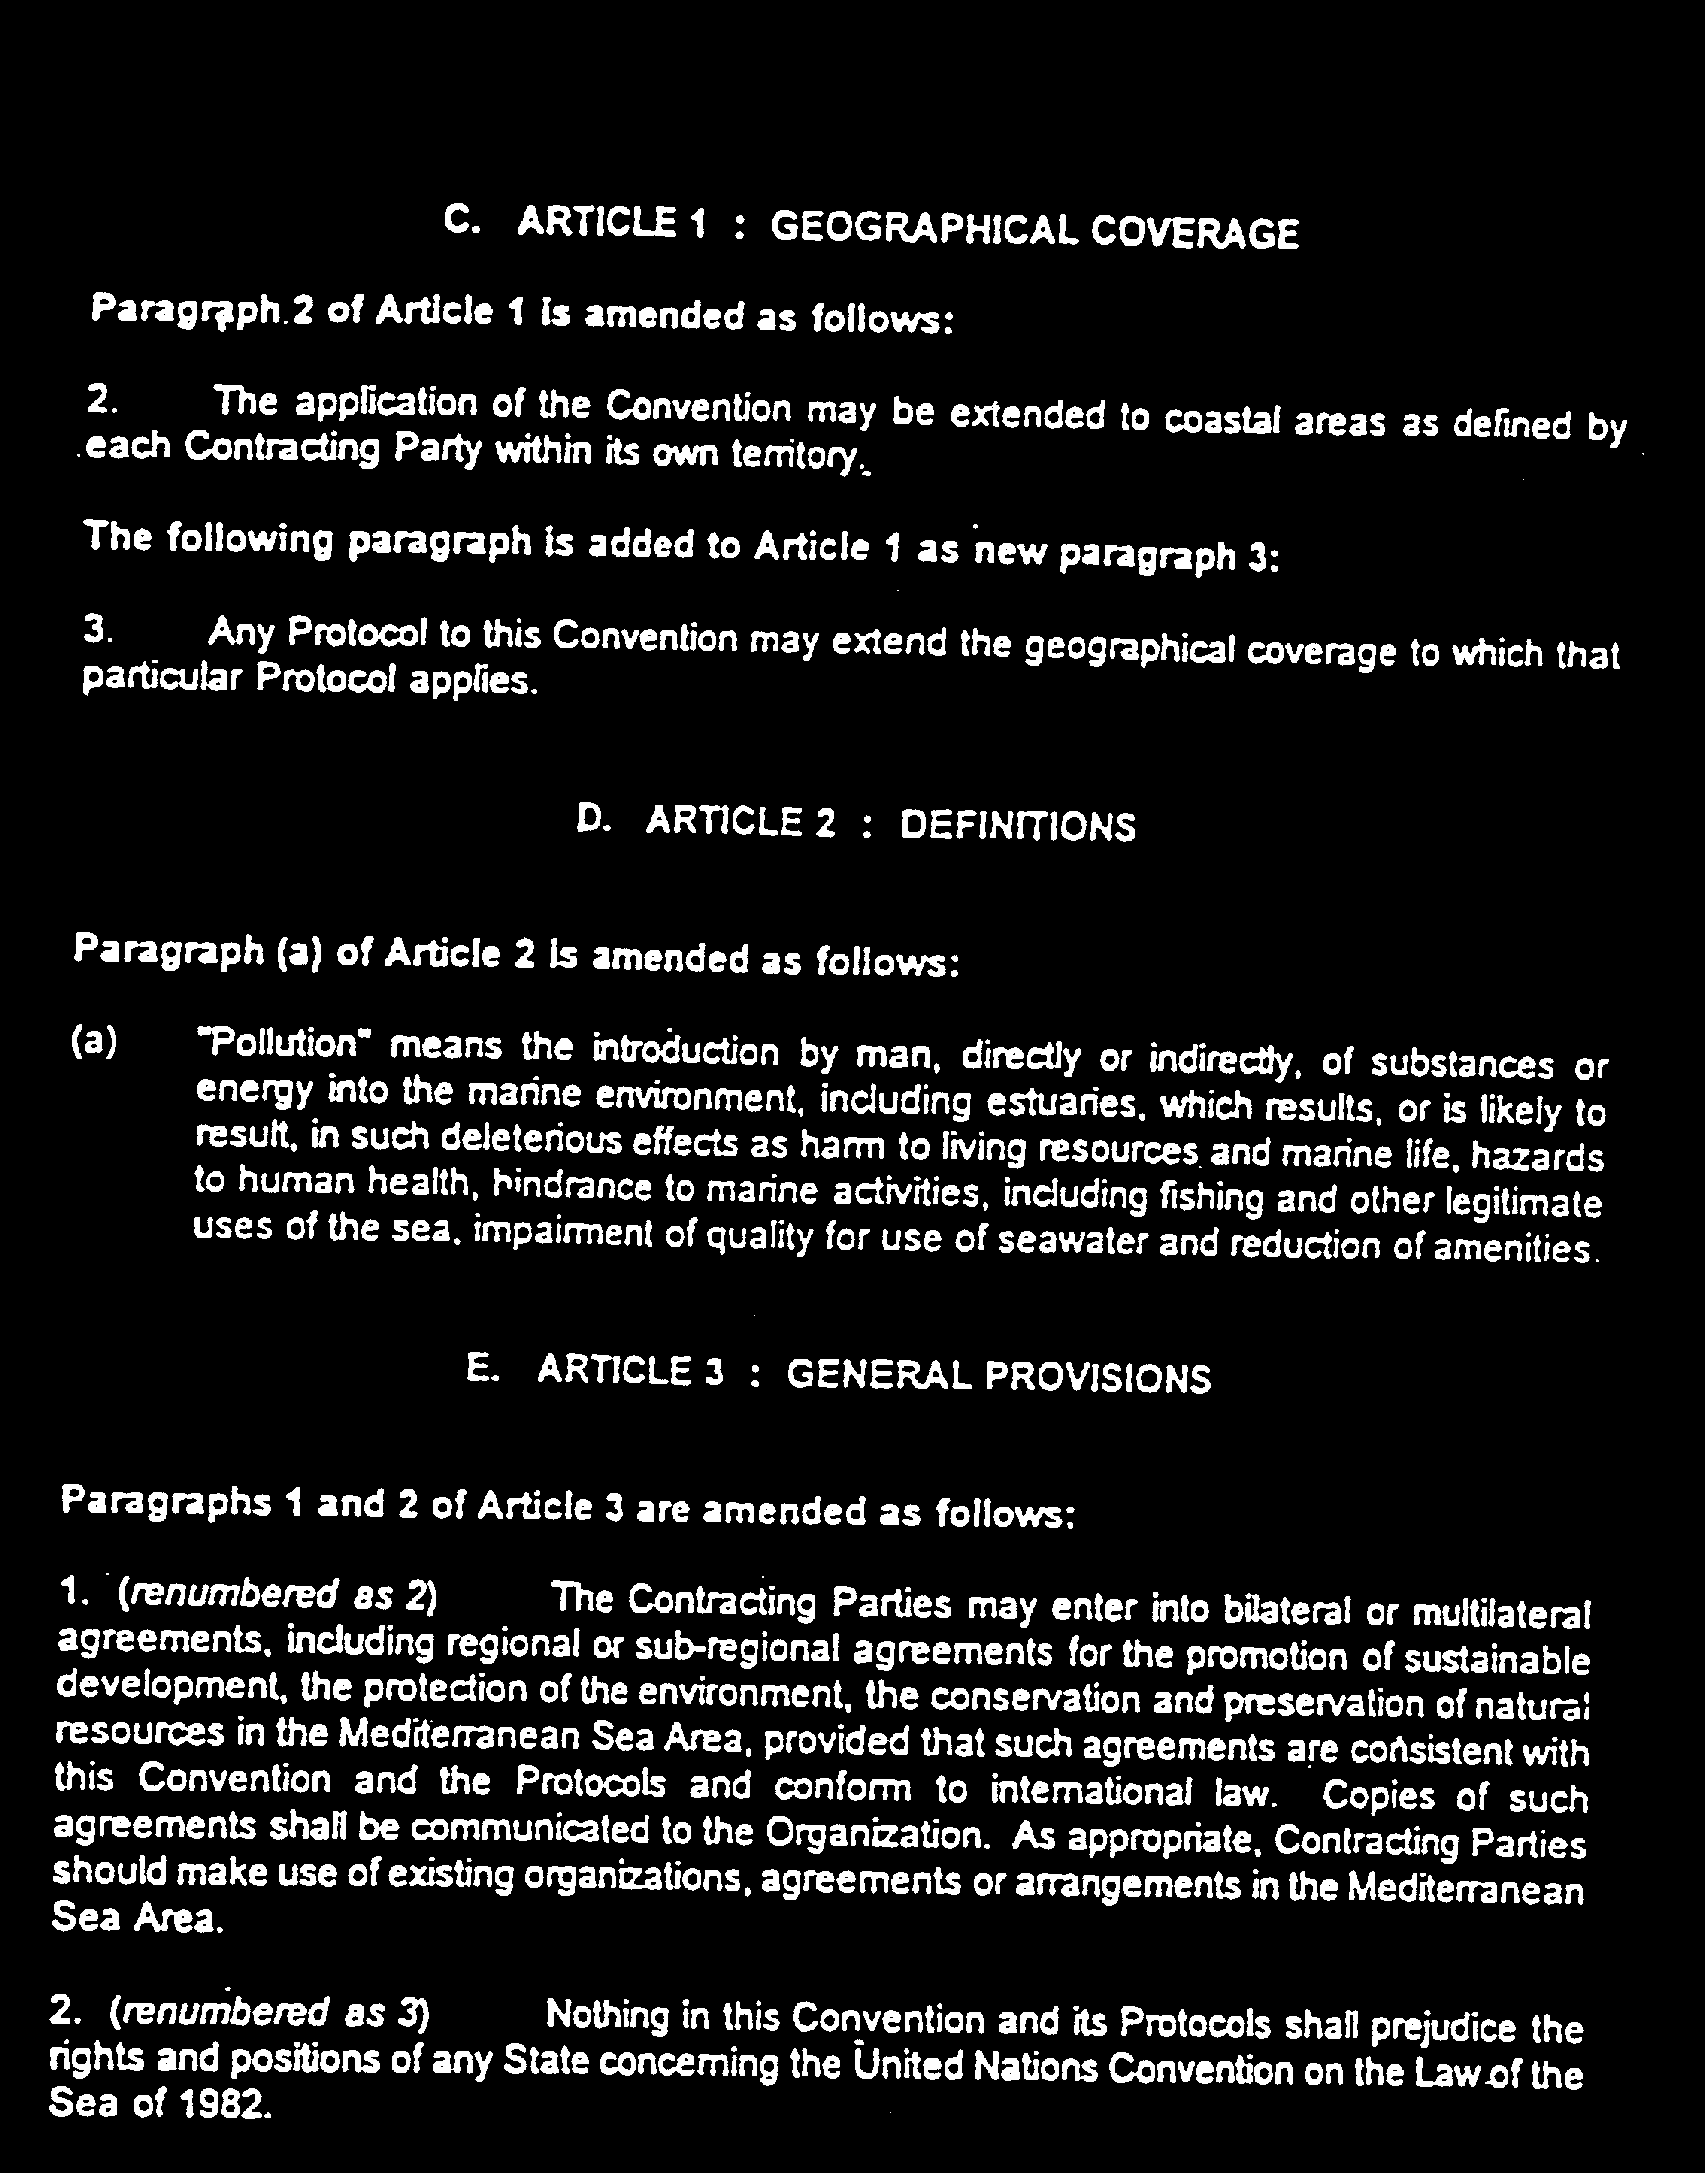 C. ARTICLE 1 : GEOGRAPHICAL COVERAGE
Paragraph.2 of Article 1 is amended as follows:
2. The application of the Convention may be extended to coastal areas as defined by
each Contracting Party within its own territory.
The following paragraph is added to Article 1 as new paragraph 3:
3. Any Protocol to this Convention may extend the geographical coverage to which that
particular Protocol applies.
D. ARTICLE 2 : DEFINITIONS
Paragraph (a) of Article 2 is amended as follows:
(a) "Pollution" means the introduction by man, directly or indirectly, of substances or
energy into the marine environment, including estuaries, which results, or is likely to
result, in such deleterious effects as harm to living resources and marine life, hazards
to human health, hindrance to marine activities, including fishing and other legitimate
uses of the sea, impairment of quality for use of seawater and reduction of amenities.
E. ARTICLE 3 : GENERAL PROVISIONS
Paragraphs 1 and 2 of Article 3 are amended as follows:
1. (renumbered as 2) The Contracting Parties may enter into bilateral or multilateral
agreements, including regional or sub-regional agreements for the promotion of sustainable
development, the protection of the environment, the conservation and preservation of natural
resources in the Mediterranean Sea Area, provided that such agreements are consistent with
this Convention and the Protocols and conform to international law. Copies of such
agreements shall be communicated to the Organization. As appropriate, Contracting Parties
should make use of existing organizations, agreements or arrangements in the Mediterranean
Sea Area.
2. (renumbered as 3) Nothing in this Convention and its Protocols shall prejudice the
rights and positions of any State concerning the United Nations Convention on the Law of the
Sea of 1982.